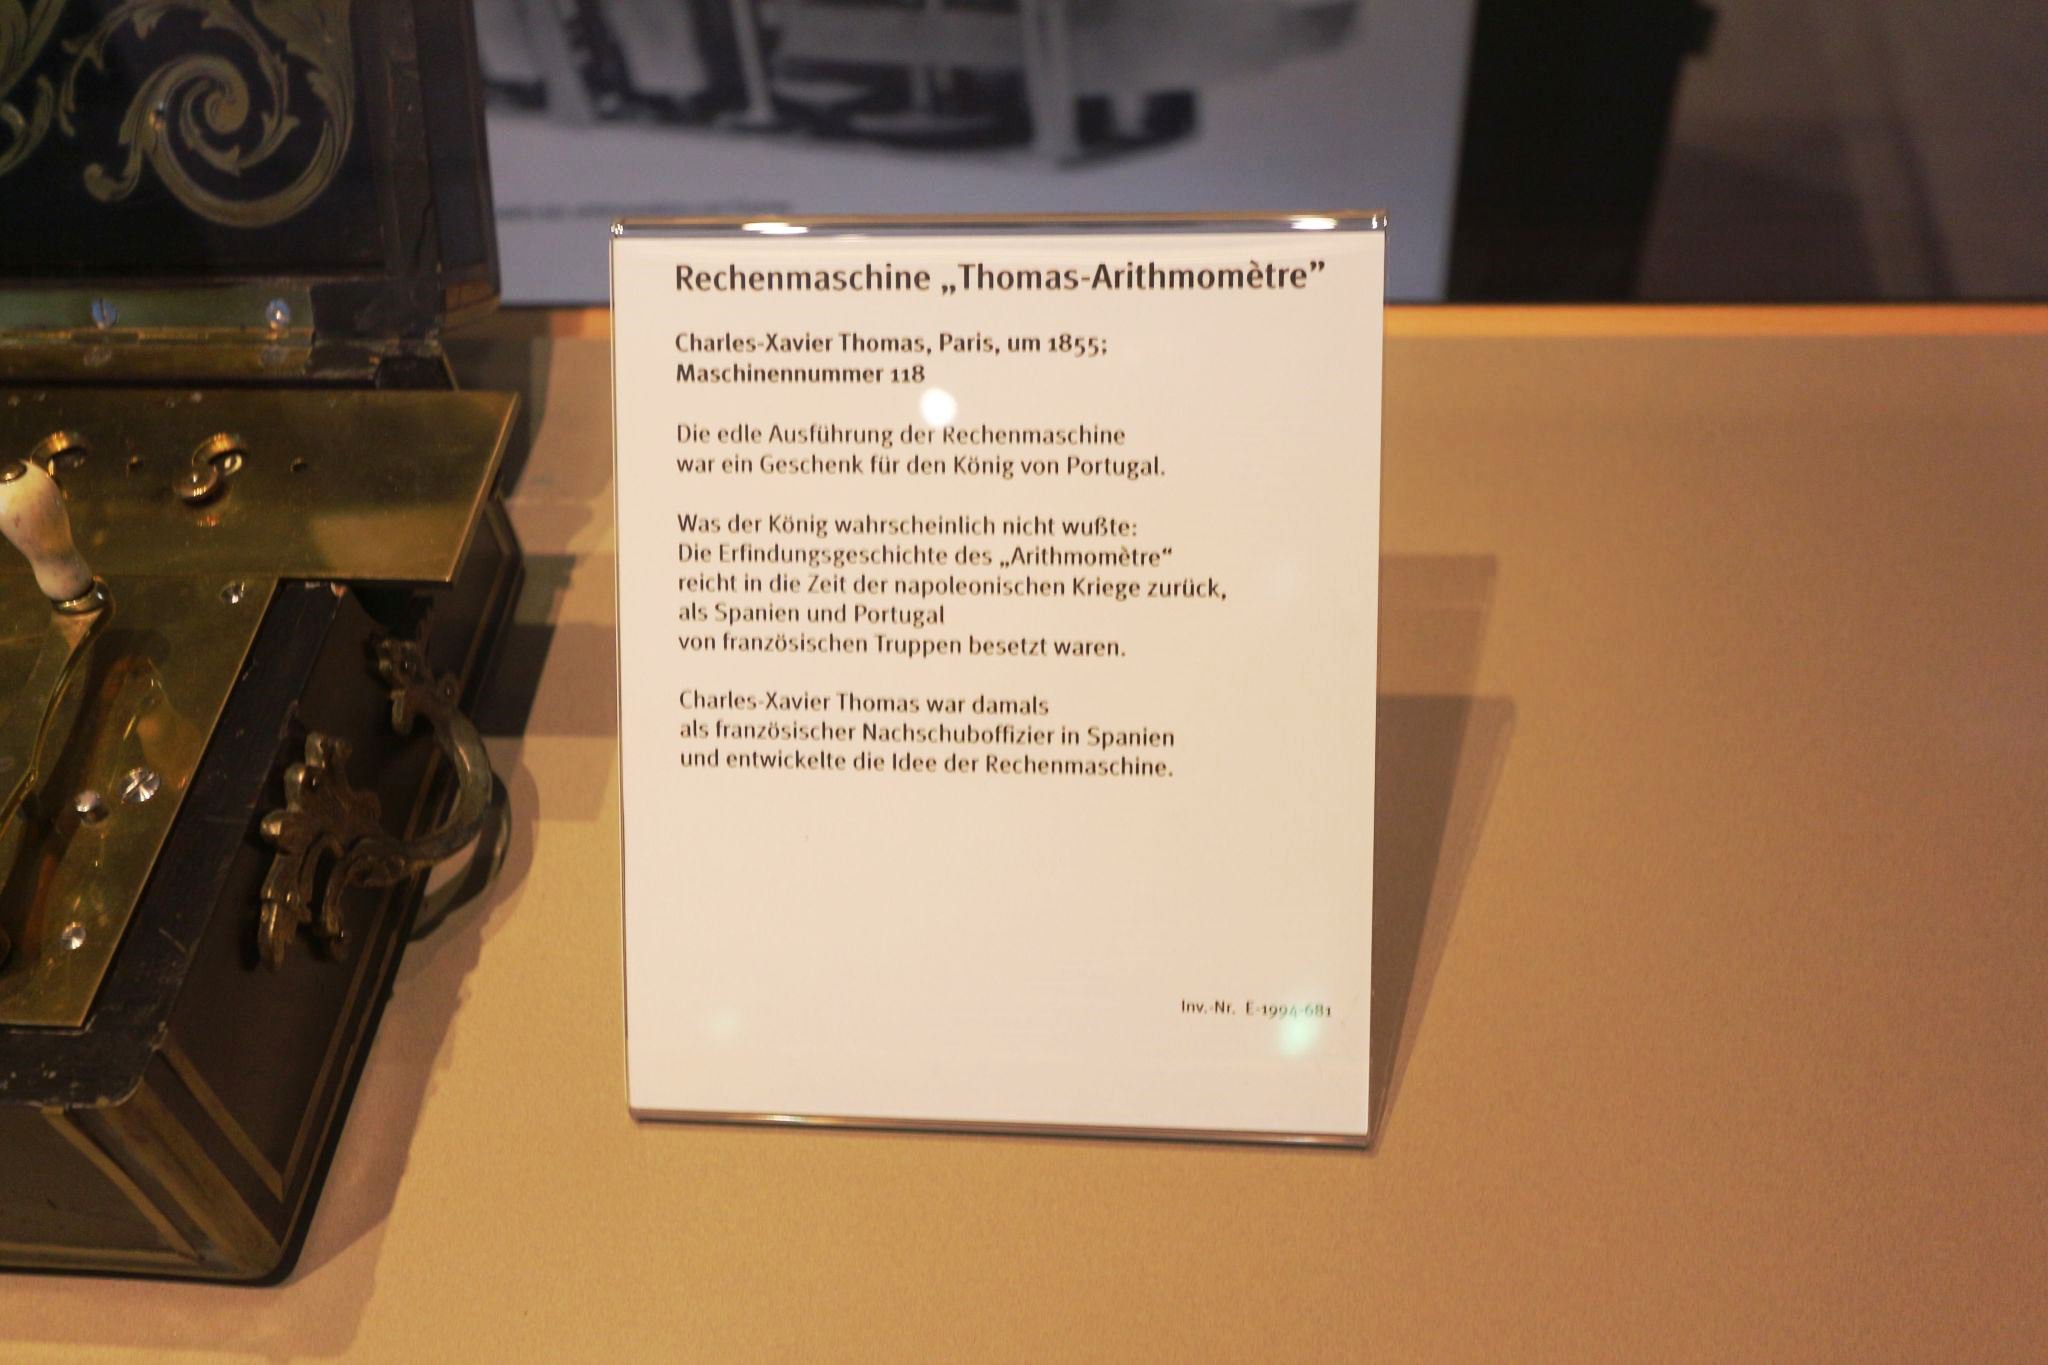 Rechenmaschine „Thomas-Arithmomètre”
Charles-Xavier Thomas, Paris, um 1855;
Maschinennummer 118
Die edle Ausführung der Rechenmaschine
war ein Geschenk für den König von Portugal.
Was der König wahrscheinlich nicht wußte:
Die Erfindungsgeschichte des „Arithmomètre“
reicht in die Zeit der napoleonischen Kriege zurück,
als Spanien und Portugal
von französischen Truppen besetzt waren.
Charles-Xavier Thomas war damals
als französischer Nachschuboffizier in Spanien
und entwickelte die Idee der Rechenmaschine.
Inv.-Nr. E-1994-681